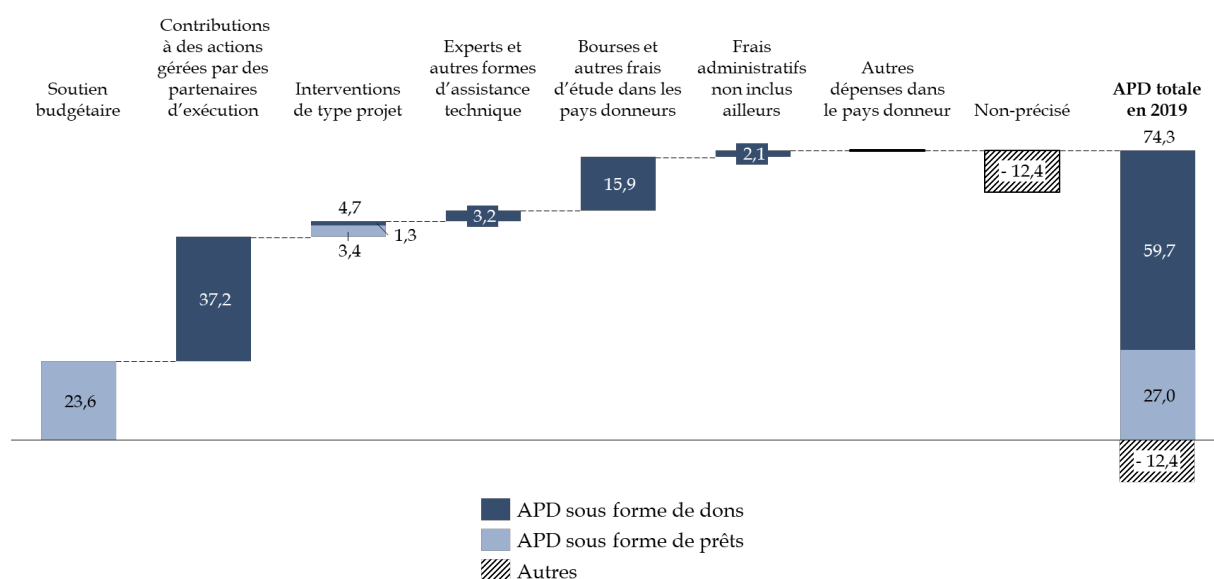 Soutien
budgétaire
Contributions
à des actions
gérées par des
partenaires
d'exécution
Interventions
de type projet
Experts et
autres formes
d'assistance
technique
Bourses et
autres frais
d'étude dans les
pays donneurs
Frais
administratifs
non inclus
ailleurs
Autres
dépenses dans
le pays donneur
Non-précisé
APD totale
en 2019
23,6
37,2
4,7
1,3
3,4
3,2
15,9
2,1
- 12,4
74,3
59,7
27,0
- 12,4
APD sous forme de dons
APD sous forme de prêts
Autres